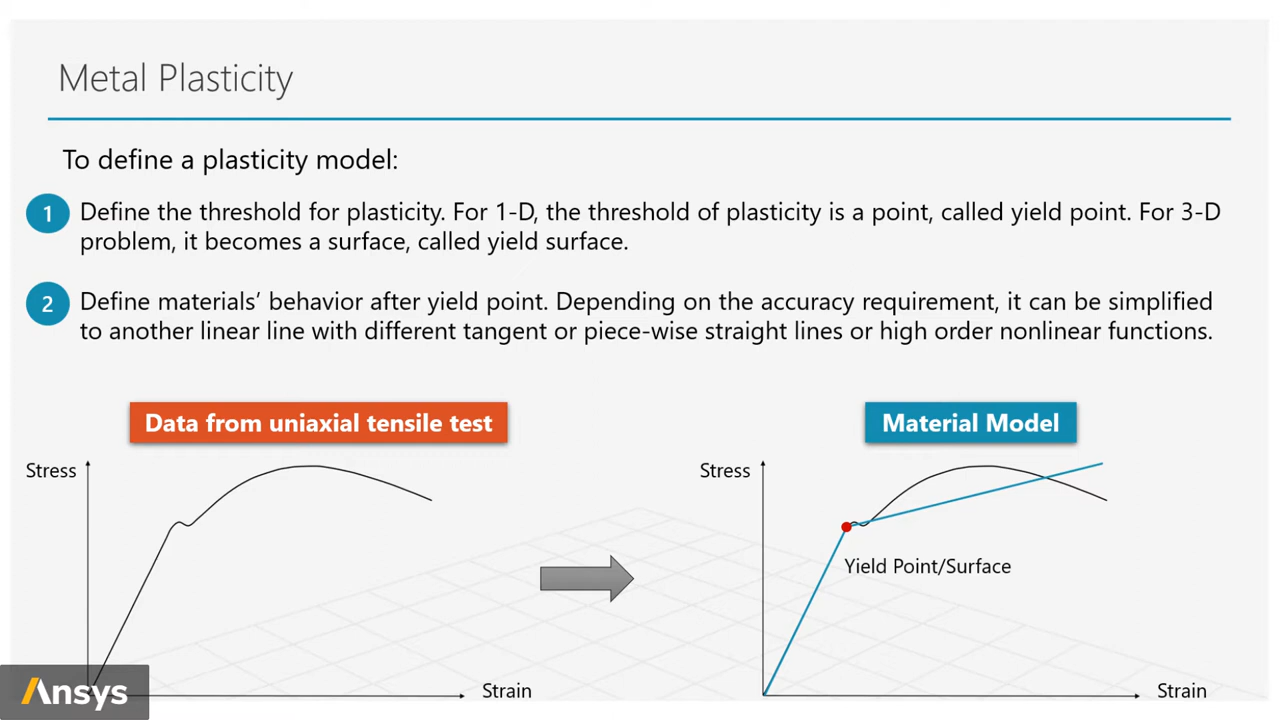 Metal Plasticity
To define a plasticity model:
1
Define the threshold for plasticity. For 1-D, the threshold of plasticity is a point, called yield point. For 3-D
problem, it becomes a surface, called yield surface.
2
Define materials’ behavior after yield point. Depending on the accuracy requirement, it can be simplified
to another linear line with different tangent or piece-wise straight lines or high order nonlinear functions.
Data from uniaxial tensile test
Material Model
Stress
Stress
Yield Point/Surface
Strain
Strain
Ansys